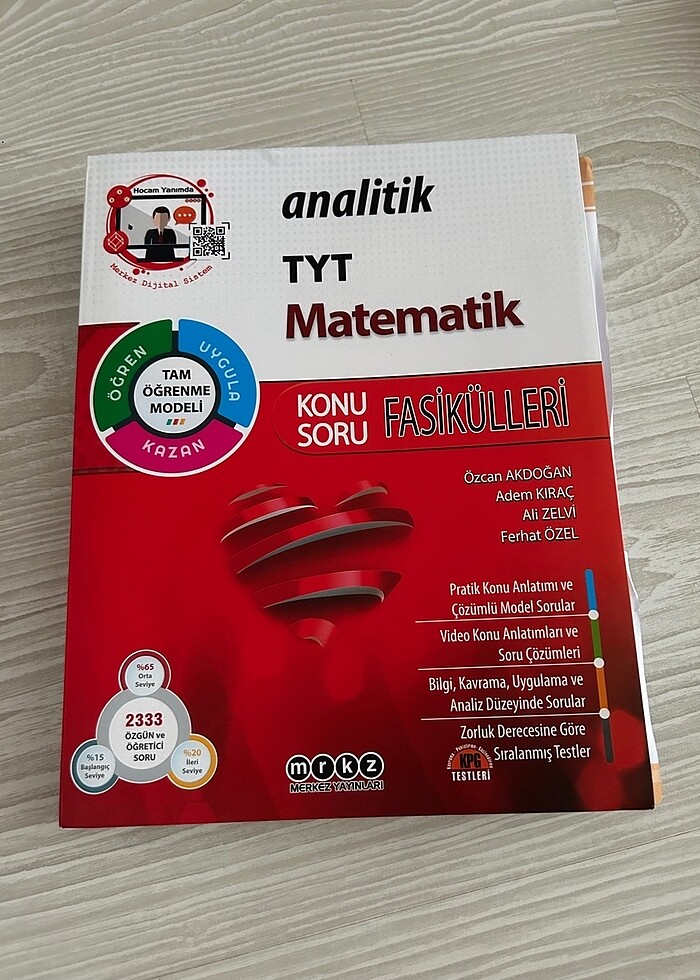 Hocam Yanımda
Merkez Dijital Sistem
analitik
TYT
Matematik
ÖĞREN
UYGULA
KAZAN
TAM
ÖĞRENME
MODELİ
KONU
SORU
FASİKÜLLERİ
Özcan AKDOĞAN
Adem KIRAÇ
Ali ZELVİ
Ferhat ÖZEL
Pratik Konu Anlatımı ve
Çözümlü Model Sorular
Video Konu Anlatımları ve
Soru Çözümleri
Bilgi, Kavrama, Uygulama ve
Analiz Düzeyinde Sorular
Zorluk Derecesine Göre
Sıralanmış Testler
KPG
TESTLERİ
%65
Orta
Seviye
2333
ÖZGÜN ve
ÖĞRETİCİ
SORU
%15
Başlangıç
Seviye
%20
İleri
Seviye
mrkz
MERKEZ YAYINLARI